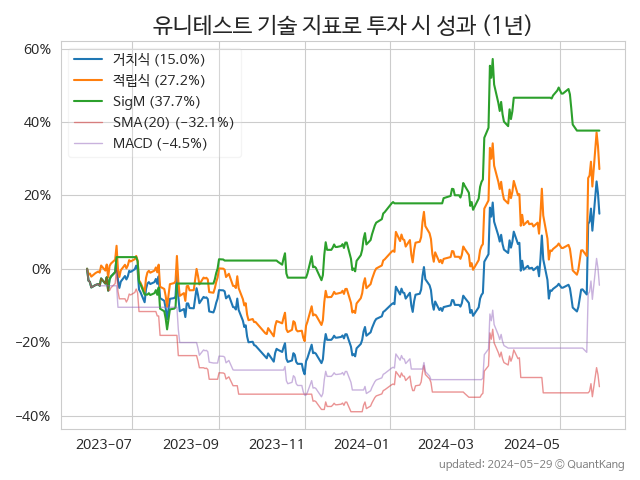 유니테스트 기술 지표로 투자 시 성과 (1년)
60%
40%
20%
0%
−20%
−40%
거치식 (15.0%)
적립식 (27.2%)
SigM (37.7%)
SMA(20) (−32.1%)
MACD (−4.5%)
2023-07
2023-09
2023-11
2024-01
2024-03
2024-05
updated: 2024-05-29 © QuantKang